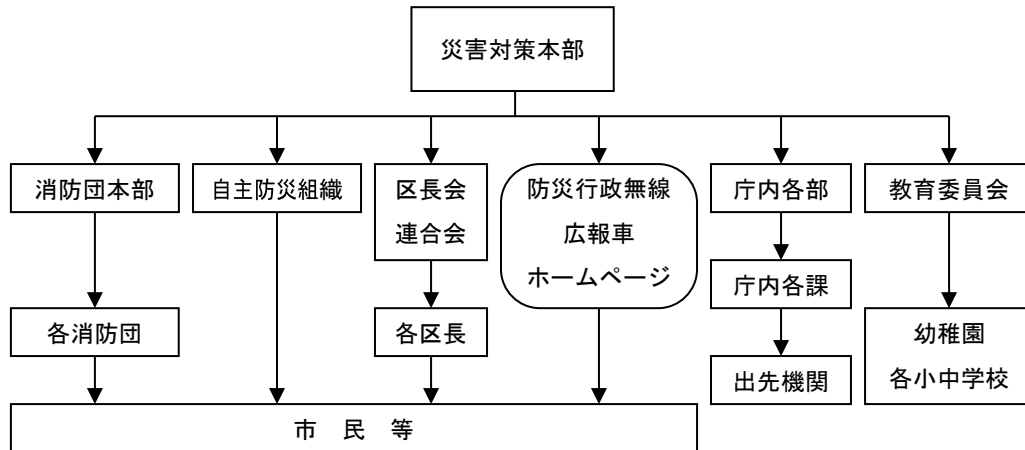 災害対策本部
消防団本部
自主防災組織
区長会
連合会
防災行政無線
広報車
ホームページ
庁内各部
教育委員会
庁内各課
各消防団
各区長
出先機関
幼稚園
各小中学校
市 民 等